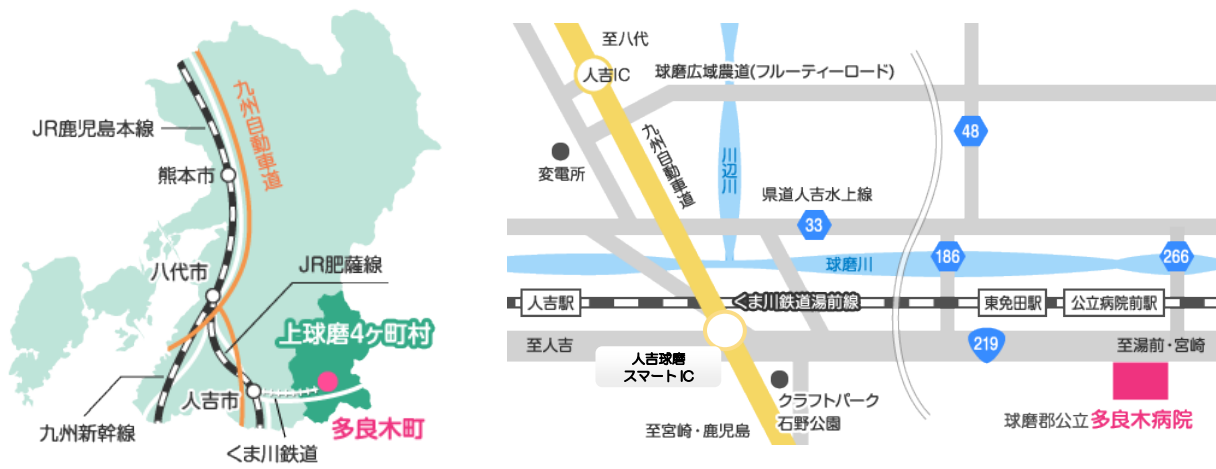 JR鹿児島本線
九州自動車道
熊本市
八代市
JR肥薩線
上球磨4ヶ町村
人吉市
多良木町
九州新幹線
くま川鉄道
至八代
人吉IC
球磨広域農道(フルーティーロード)
48
変電所
九州自動車道
川辺川
県道人吉水上線
33
球磨川
186
266
人吉駅
くま川鉄道湯前線
東免田駅
公立病院前駅
至人吉
219
至湯前・宮崎
人吉球磨
スマートIC
クラフトパーク
石野公園
至宮崎・鹿児島
球磨郡公立多良木病院